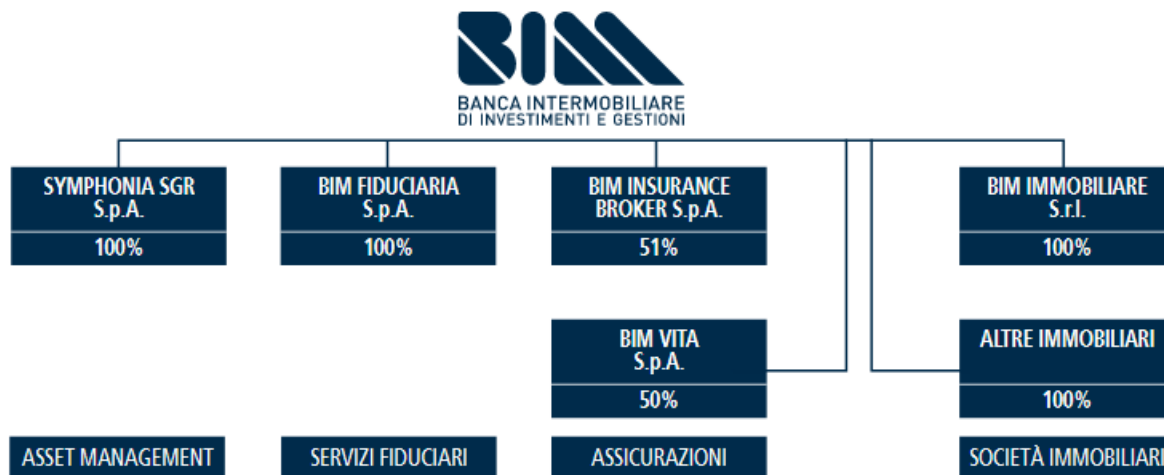 BIM
BANCA INTERMOBILIARE
DI INVESTIMENTI E GESTIONI
SYMPHONIA SGR
S.p.A.
100%
BIM FIDUCIARIA
S.p.A.
100%
BIM INSURANCE
BROKER S.p.A.
51%
BIM IMMOBILIARE
S.r.l.
100%
BIM VITA
S.p.A.
50%
ALTRE IMMOBILIARI
100%
ASSET MANAGEMENT
SERVIZI FIDUCIARI
ASSICURAZIONI
SOCIETÀ IMMOBILIARI